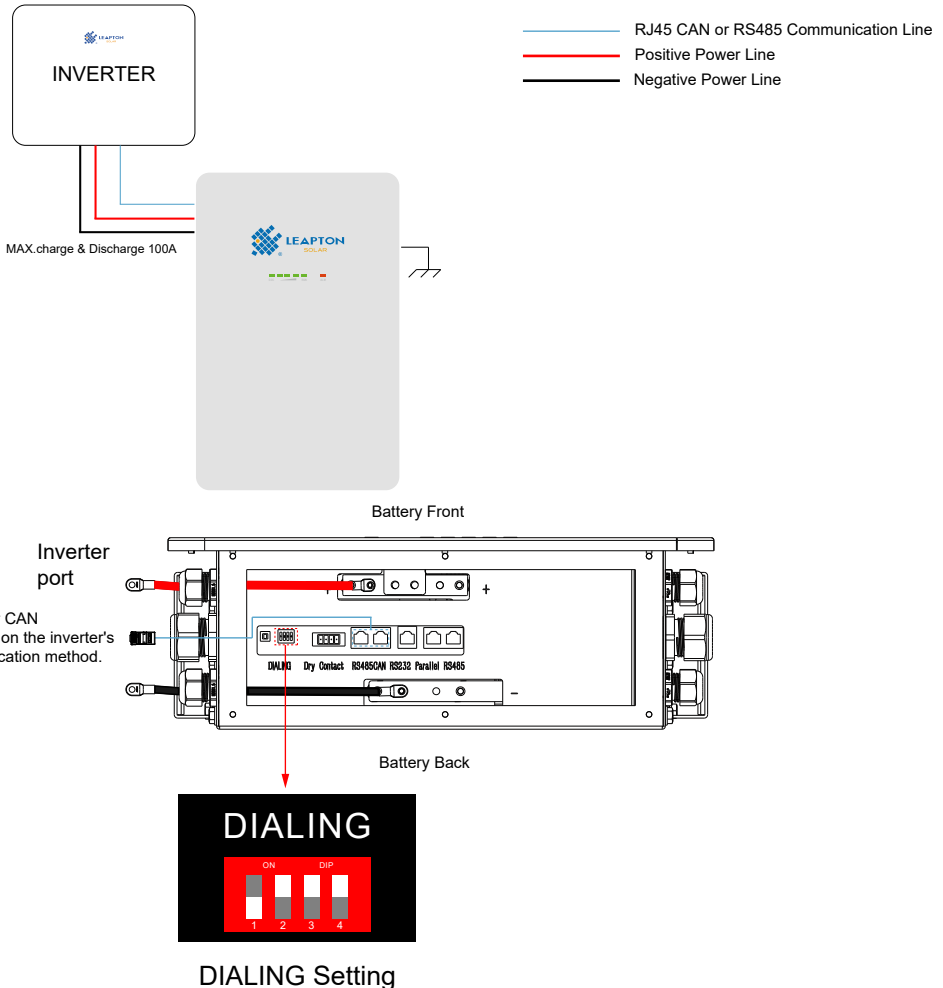 LEAPTON
INVERTER
RJ45 CAN or RS485 Communication Line
Positive Power Line
Negative Power Line
MAX.charge & Discharge 100A
LEAPTON
SOLAR
Battery Front
Inverter
port
CAN
on the inverter's
cation method.
+ +
DIALING Dry Contact RS485CAN RS232 Parallel RS485
-
Battery Back
DIALING
ON DIP
1 2 3 4
DIALING Setting